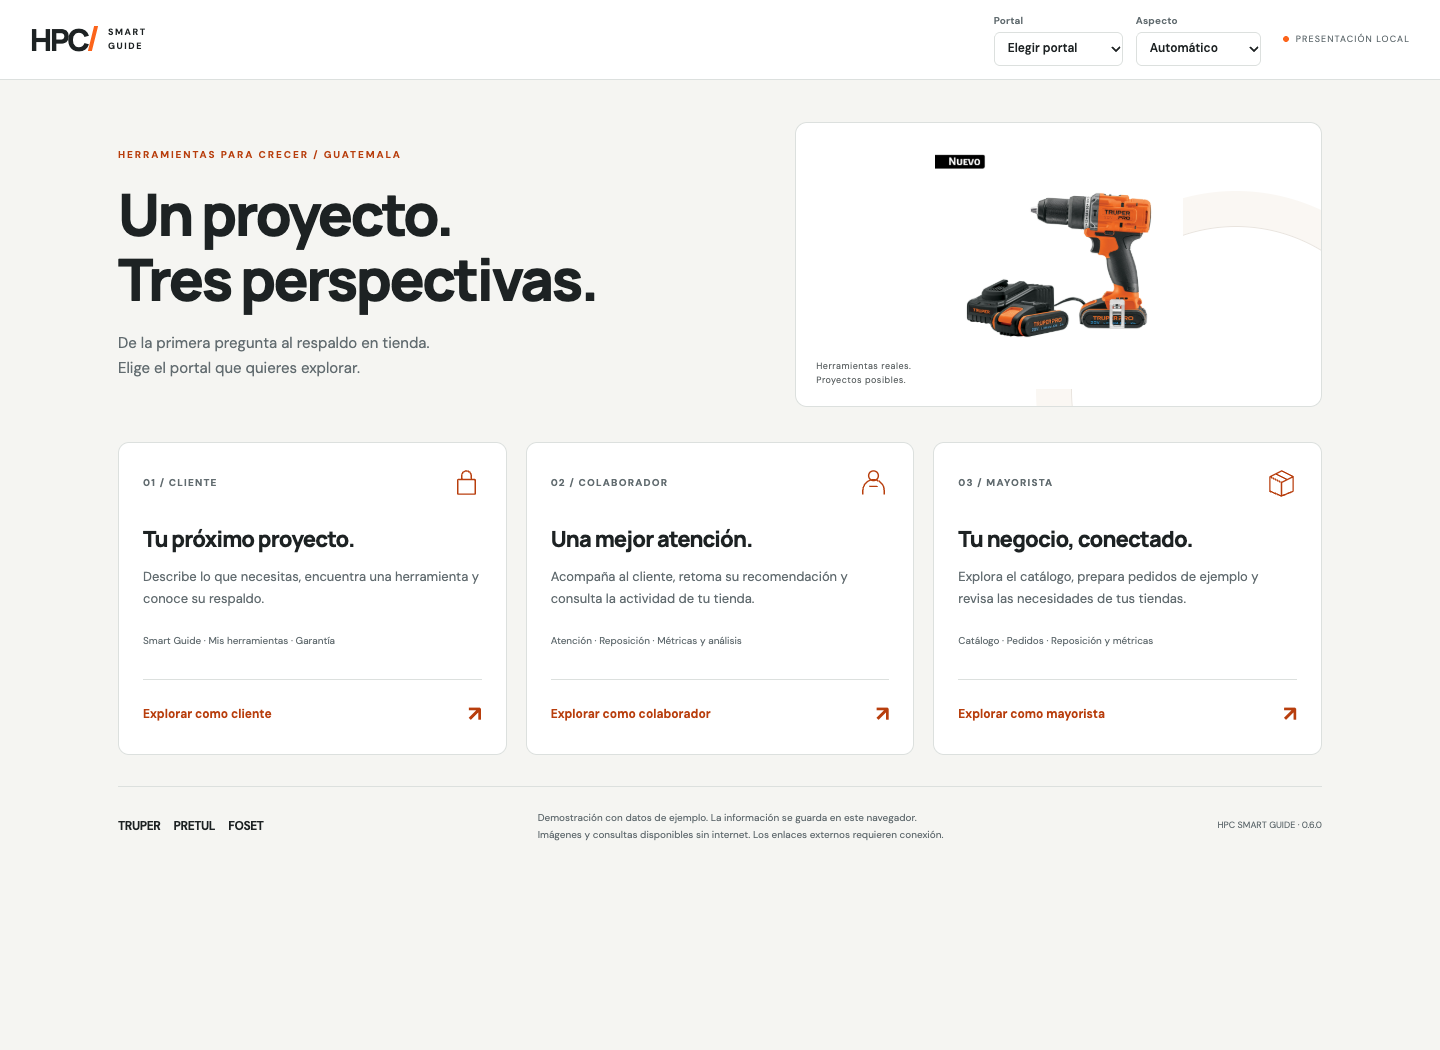 HPC/ SMART GUIDE
Portal
Elegir portal
Aspecto
Automático
PRESENTACIÓN LOCAL
HERRAMIENTAS PARA CRECER / GUATEMALA
Un proyecto.
Tres perspectivas.
De la primera pregunta al respaldo en tienda.
Elige el portal que quieres explorar.
NUEVO
TRUPER
PRO
TRUPER
TRUPER PRO
TRUPER PRO
Herramientas reales.
Proyectos posibles.
01 / CLIENTE
Tu próximo proyecto.
Describe lo que necesitas, encuentra una herramienta y
conoce su respaldo.
Smart Guide · Mis herramientas · Garantía
Explorar como cliente
02 / COLABORADOR
Una mejor atención.
Acompaña al cliente, retoma su recomendación y
consulta la actividad de tu tienda.
Atención · Reposición · Métricas y análisis
Explorar como colaborador
03 / MAYORISTA
Tu negocio, conectado.
Explora el catálogo, prepara pedidos de ejemplo y
revisa las necesidades de tus tiendas.
Catálogo · Pedidos · Reposición y métricas
Explorar como mayorista
TRUPER PRETUL FOSET
Demostración con datos de ejemplo. La información se guarda en este navegador.
Imágenes y consultas disponibles sin internet. Los enlaces externos requieren conexión.
HPC SMART GUIDE · 0.6.0